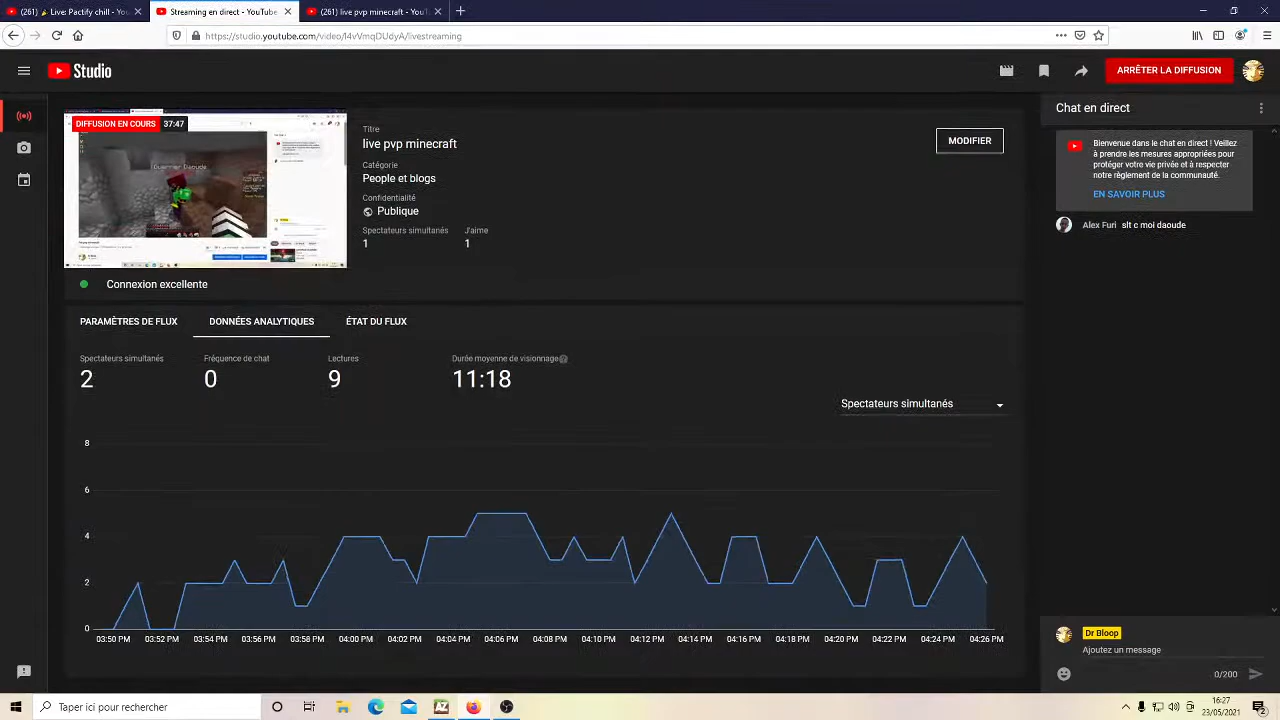 (261) 🎉 Live Pactify chill - You
Streaming en direct - YouTube
(261) live pvp minecraft - YouT
https://studio.youtube.com/video/l4vVmqDUdyA/livestreaming
Studio
ARRÊTER LA DIFFUSION
DIFFUSION EN COURS 37:47
Titre
live pvp minecraft
MODIFIER
Catégorie
People et blogs
Confidentialité
Publique
Spectateurs simultanés J'aime
1
Connexion excellente
PARAMÈTRES DE FLUX DONNÉES ANALYTIQUES ÉTAT DU FLUX
Spectateurs simultanés Fréquence de chat Lectures Durée moyenne de visionnage
2 0 9 11:18
Spectateurs simultanés
8
6
4
2
0
03:50 PM 03:52 PM 03:54 PM 03:56 PM 03:58 PM 04:00 PM 04:02 PM 04:04 PM 04:06 PM 04:08 PM 04:10 PM 04:12 PM 04:14 PM 04:16 PM 04:18 PM 04:20 PM 04:22 PM 04:24 PM 04:26 PM
Chat en direct
Bienvenue dans le chat en direct ! Veillez
à protéger vos données privées pour
protéger votre vie privée et à respecter
notre règlement de la communauté.
EN SAVOIR PLUS
Alex Furi alt c moi alexis
Dr Bloop
Ajoutez un message
0/200
Taper ici pour rechercher
16:27
23/05/2021
2